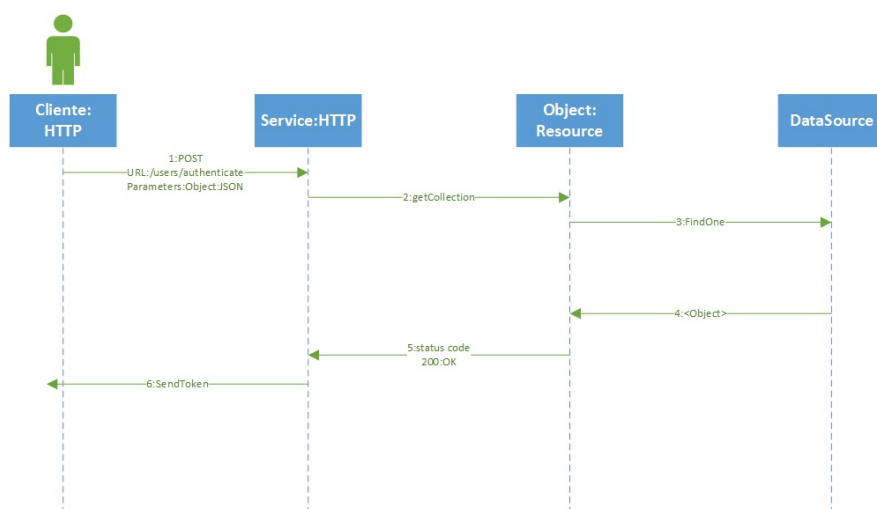 Cliente:
HTTP
Service:HTTP
Object:
Resource
DataSource
1:POST
URL:/users/authenticate
Parameters:Object:JSON
2:getCollection
3:FindOne
4:<Object>
5:status code
200:OK
6:SendToken